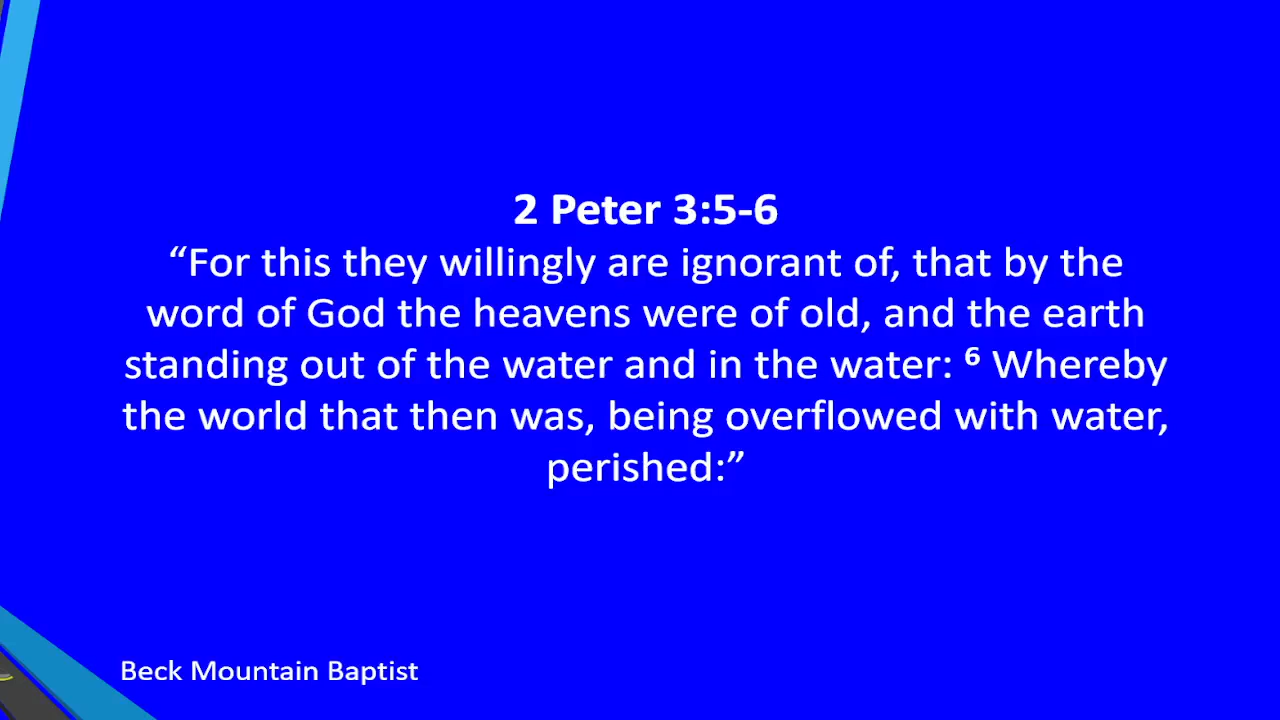 2 Peter 3:5-6
“For this they willingly are ignorant of, that by the
word of God the heavens were of old, and the earth
standing out of the water and in the water: ⁶ Whereby
the world that then was, being overflowed with water,
perished:”
Beck Mountain Baptist